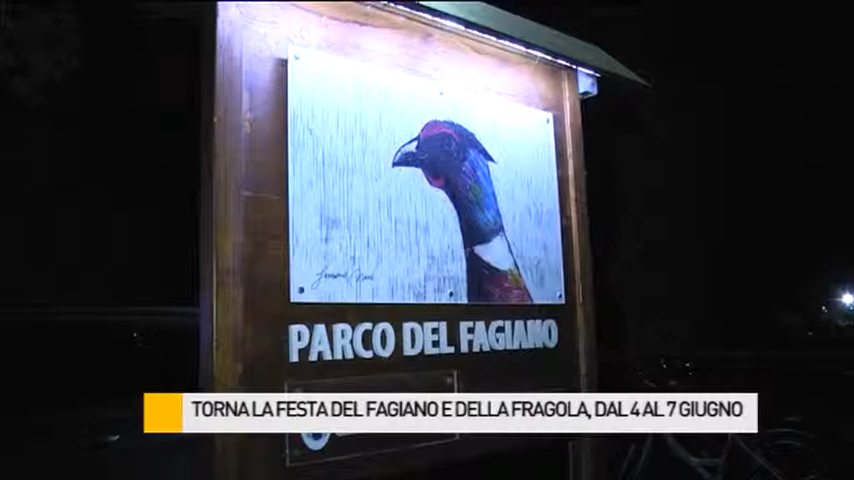 PARCO DEL FAGIANO
TORNA LA FESTA DEL FAGIANO E DELLA FRAGOLA, DAL 4 AL 7 GIUGNO